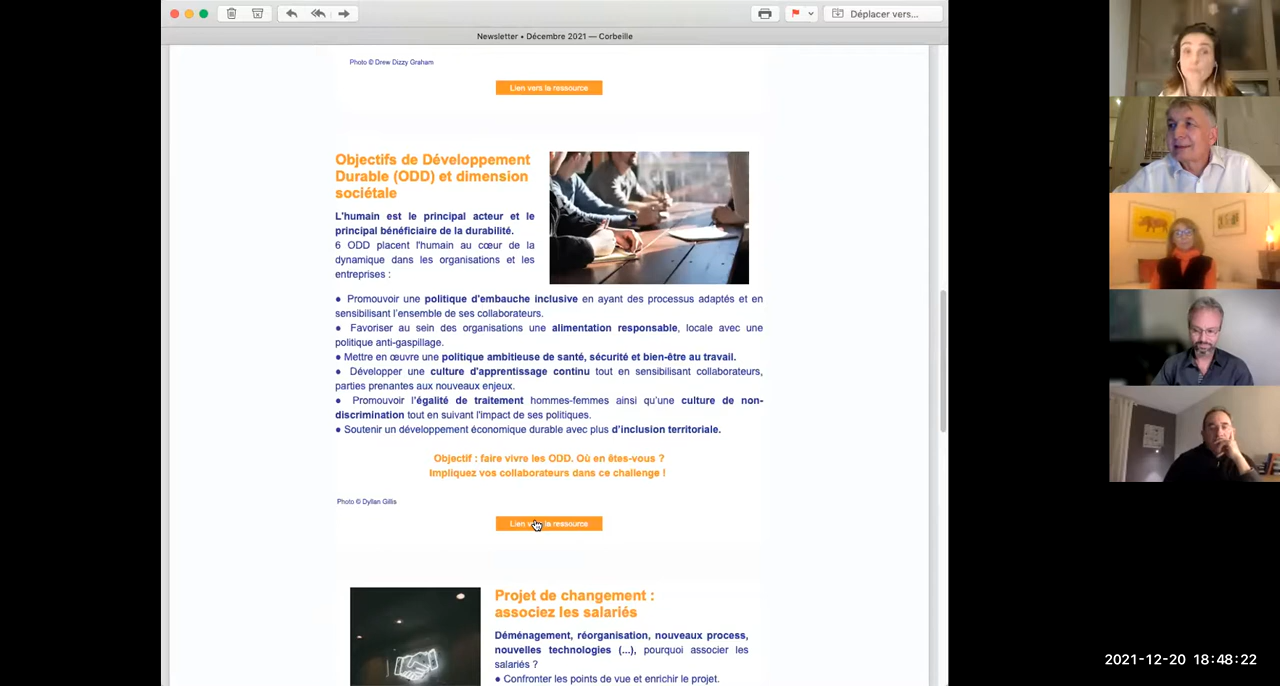 Déplacer vers...
Newsletter • Décembre 2021 — Corbeille
Photo © Drew Dizzy Graham
Lien vers la ressource
Objectifs de Développement
Durable (ODD) et dimension
sociétale
L'humain est le principal acteur et le
principal bénéficiaire de la durabilité.
6 ODD placent l'humain au cœur de la
dynamique dans les organisations et les
entreprises :
● Promouvoir une politique d'embauche inclusive en ayant des processus adaptés et en
sensibilisant l'ensemble de ses collaborateurs.
● Favoriser au sein des organisations une alimentation responsable, locale avec une
politique anti-gaspillage.
● Mettre en œuvre une politique ambitieuse de santé, sécurité et bien-être au travail.
● Développer une culture d'apprentissage continu tout en sensibilisant collaborateurs,
parties prenantes aux nouveaux enjeux.
● Promouvoir l'égalité de traitement hommes-femmes ainsi qu'une culture de non-
discrimination tout en suivant l'impact de ses politiques.
● Soutenir un développement économique durable avec plus d'inclusion territoriale.
Objectif : faire vivre les ODD. Où en êtes-vous ?
Impliquez vos collaborateurs dans ce challenge !
Photo © Dyllan Gillis
Lien vers la ressource
Projet de changement :
associez les salariés
Déménagement, réorganisation, nouveaux process,
nouvelles technologies (...), pourquoi associer les
salariés ?
● Confronter les points de vue et enrichir le projet.
2021-12-20 18:48:22